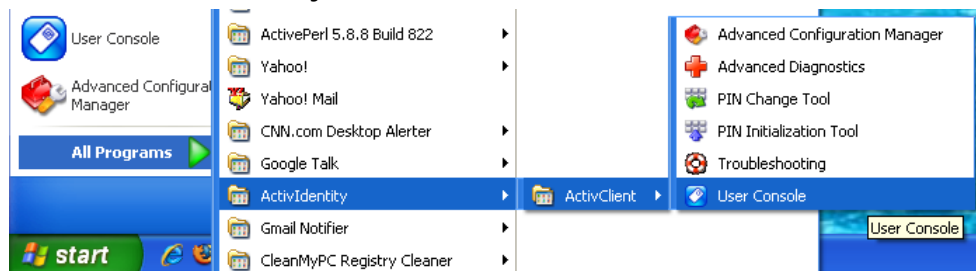 User Console
Advanced Configurat
Manager
All Programs
start
ActivePerl 5.8.8 Build 822
Yahoo!
Yahoo! Mail
CNN.com Desktop Alerter
Google Talk
ActivIdentity
Gmail Notifier
CleanMyPC Registry Cleaner
ActivClient
Advanced Configuration Manager
Advanced Diagnostics
PIN Change Tool
PIN Initialization Tool
Troubleshooting
User Console
User Console